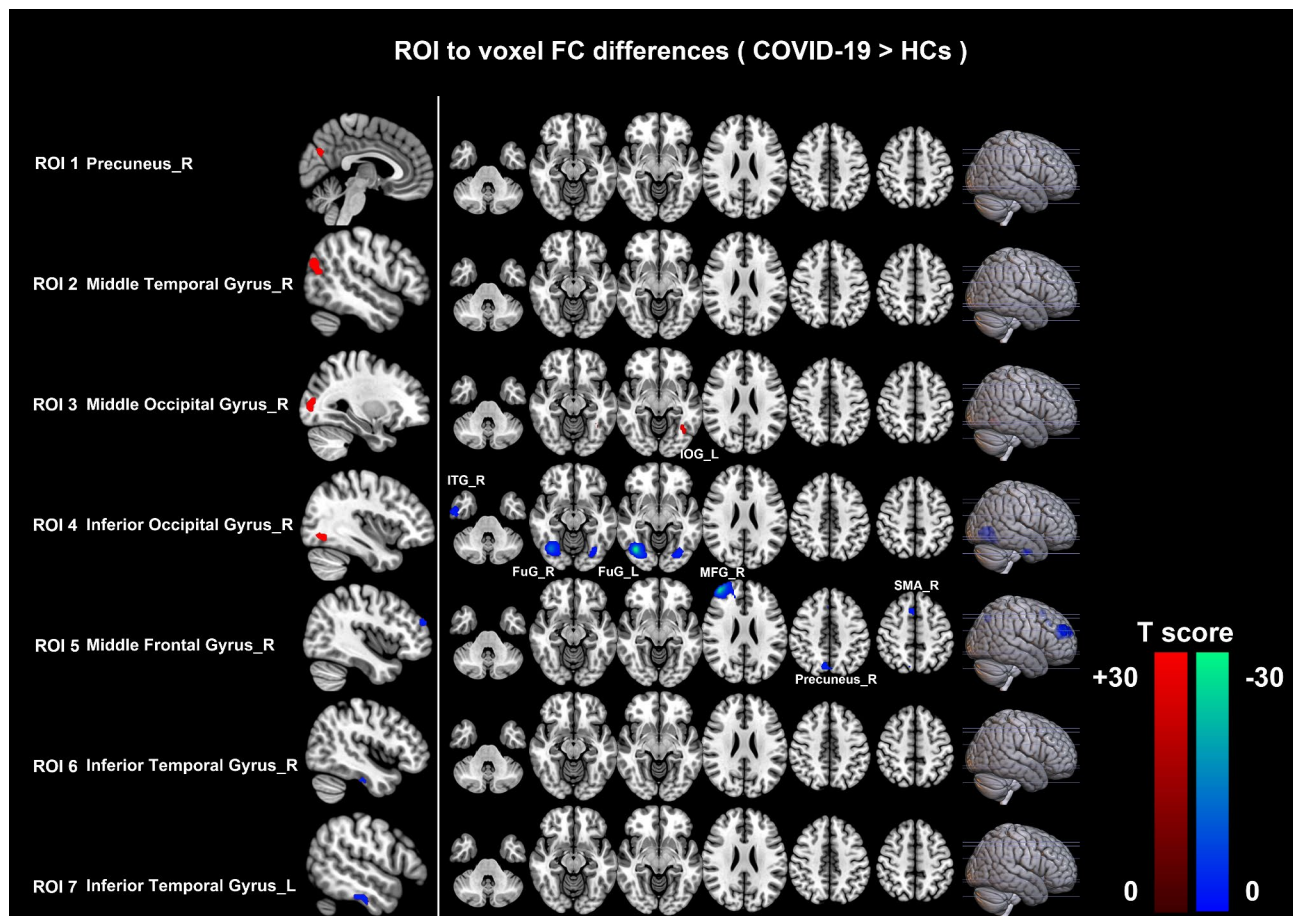 ROI to voxel FC differences ( COVID-19 > HCs )
ROI 1 Precuneus_R
ROI 2 Middle Temporal Gyrus_R
ROI 3 Middle Occipital Gyrus_R
IOG_L
ITG_R
ROI 4 Inferior Occipital Gyrus_R
FuG_R
FuG_L
MFG_R
SMA_R
ROI 5 Middle Frontal Gyrus_R
Precuneus_R
T score
+30
-30
ROI 6 Inferior Temporal Gyrus_R
ROI 7 Inferior Temporal Gyrus_L
0
0